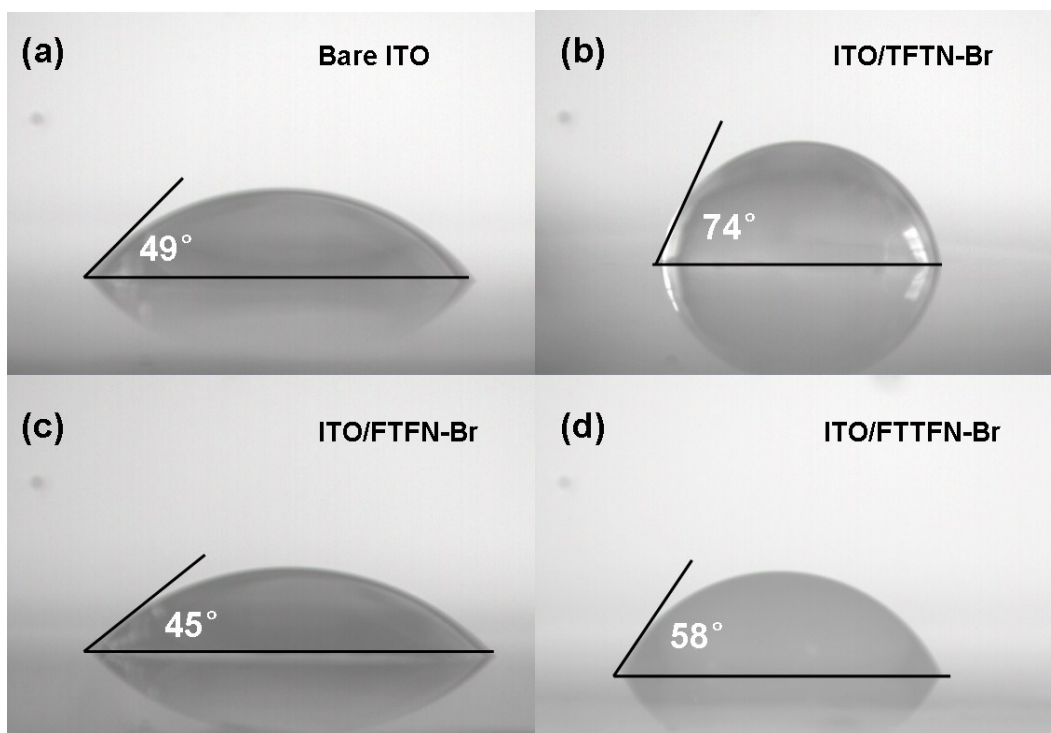 (a)
Bare ITO
49°
(b)
ITO/TFTN-Br
74°
(c)
ITO/FTFN-Br
45°
(d)
ITO/FTTFN-Br
58°